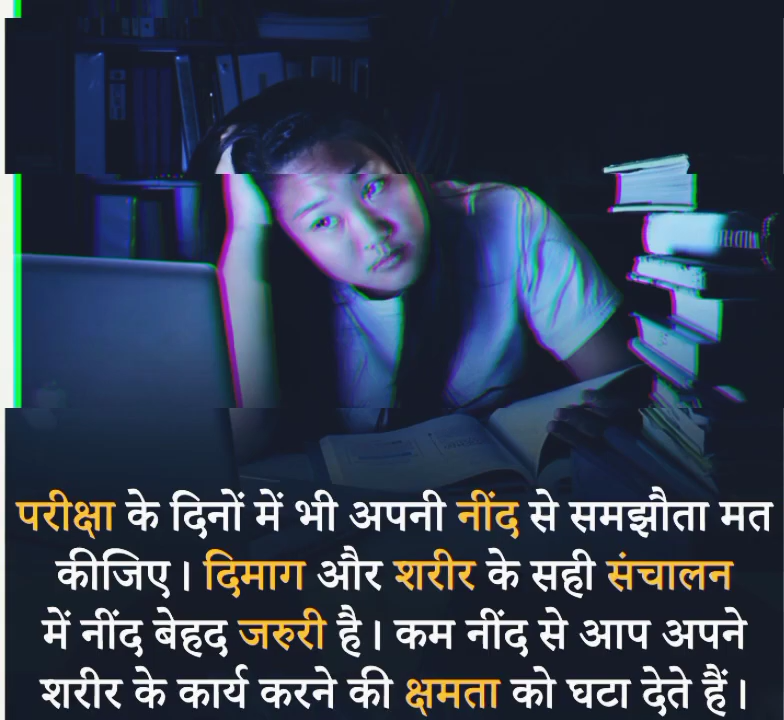 परीक्षा के दिनों में भी अपनी नींद से समझौता मत
कीजिए। दिमाग और शरीर के सही संचालन
में नींद बेहद जरुरी है। कम नींद से आप अपने
शरीर के कार्य करने की क्षमता को घटा देते हैं।